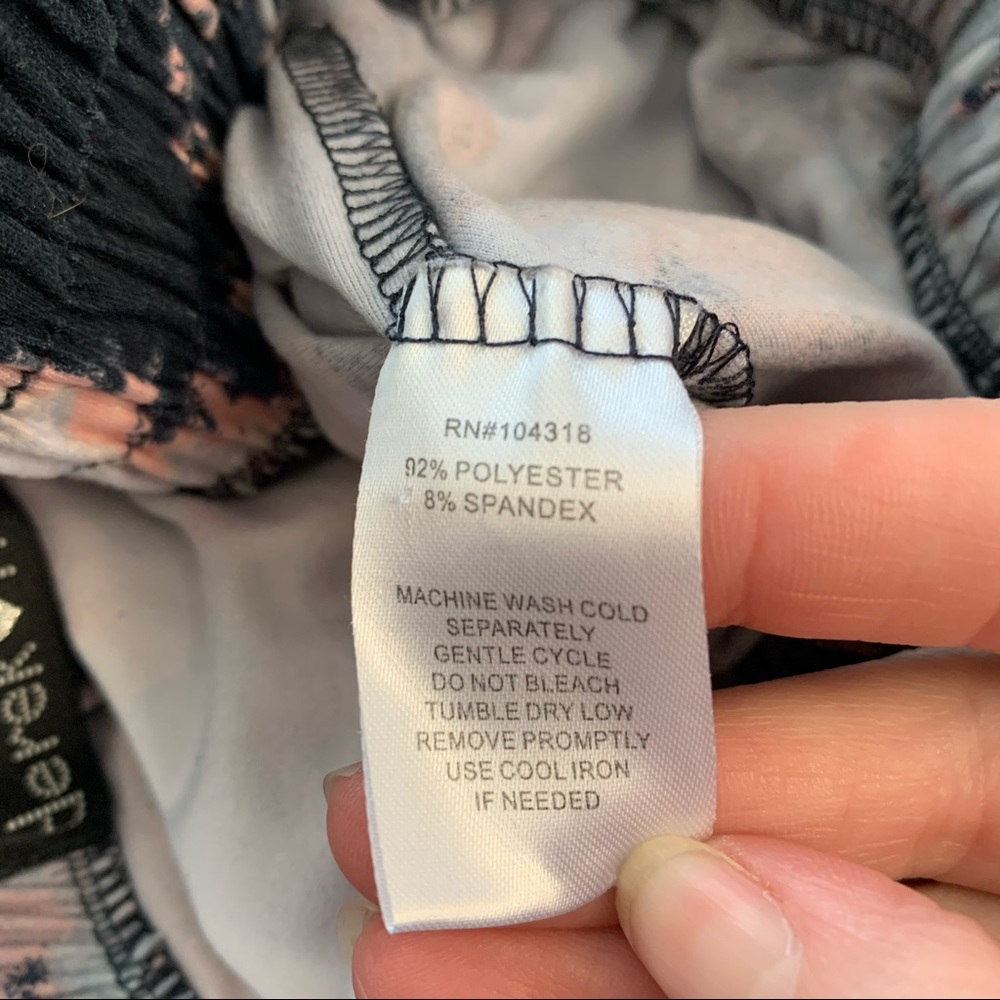 RN#104318
92% POLYESTER
8% SPANDEX
MACHINE WASH COLD
SEPARATELY
GENTLE CYCLE
DO NOT BLEACH
TUMBLE DRY LOW
REMOVE PROMPTLY
USE COOL IRON
IF NEEDED